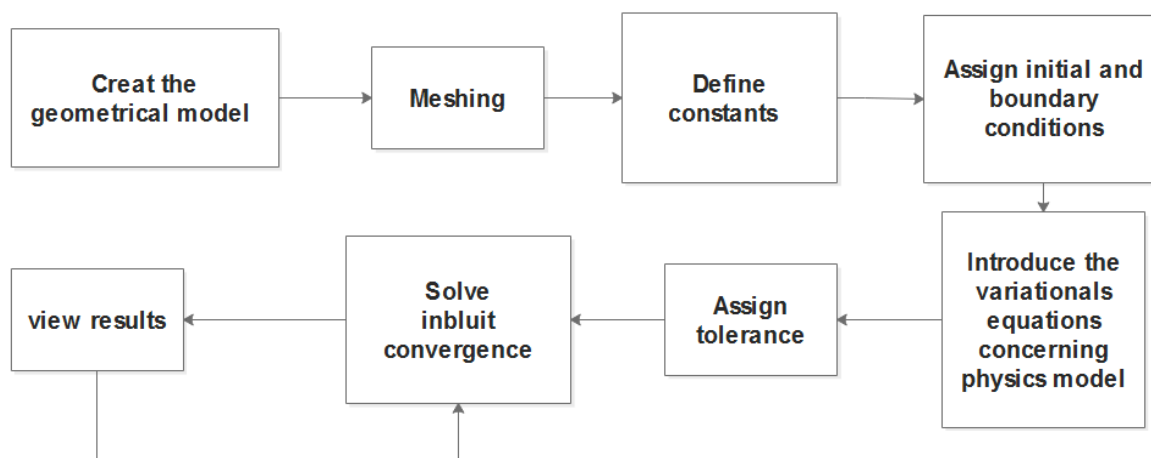 Creat the
geometrical model
Meshing
Define
constants
Assign initial and
boundary
conditions
Introduce the
variationals
equations
concerning
physics model
Assign
tolerance
Solve
inbluit
convergence
view results